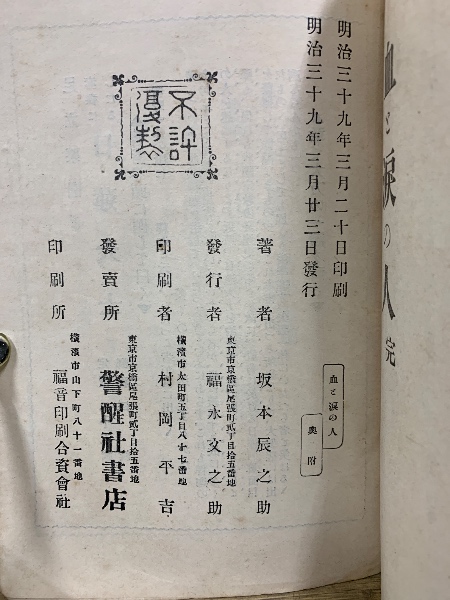 血と涙の人 完
明治三十九年三月二十日印刷
明治三十九年三月廿三日發行
不許
復製
血と涙の人
奥附
著者 坂本辰之助
東京市京橋區尾張町貳丁目拾五番地
發行者 福永文之助
横濱市太田町五丁目八十七番地
印刷者 村岡平吉
東京市京橋區尾張町貳丁目拾五番地
發賣所 警醒社書店
横濱市山下町八十一番地
印刷所 福音印刷合資會社